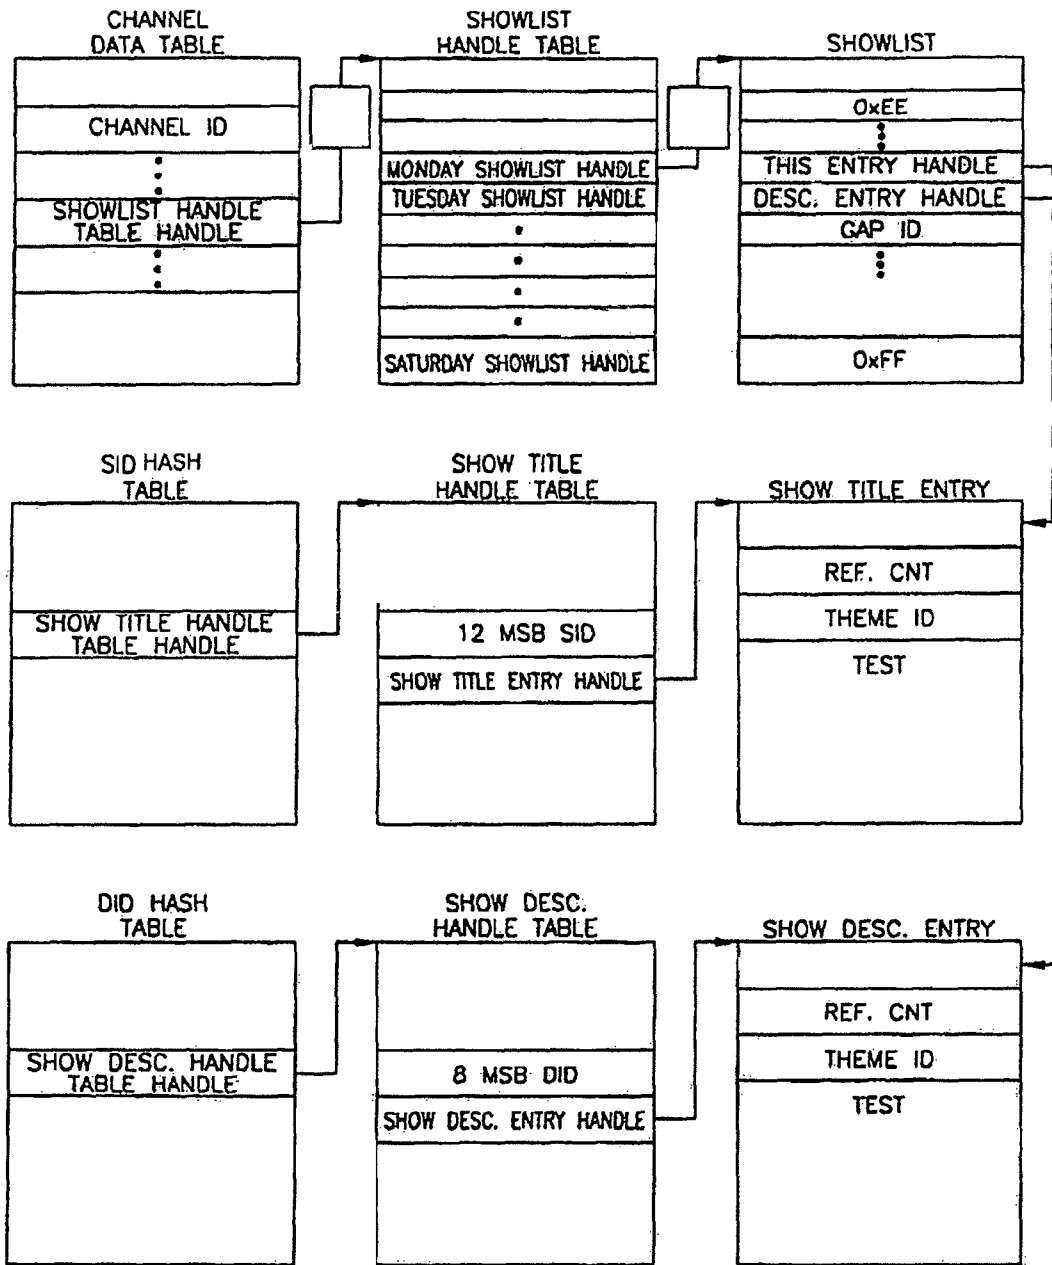 CHANNEL
DATA TABLE
CHANNEL ID
SHOWLIST HANDLE
TABLE HANDLE
SHOWLIST
HANDLE TABLE
MONDAY SHOWLIST HANDLE
TUESDAY SHOWLIST HANDLE
SATURDAY SHOWLIST HANDLE
SHOWLIST
0xEE
THIS ENTRY HANDLE
DESC. ENTRY HANDLE
GAP ID
0xFF
SID HASH
TABLE
SHOW TITLE HANDLE
TABLE HANDLE
SHOW TITLE
HANDLE TABLE
12 MSB SID
SHOW TITLE ENTRY HANDLE
SHOW TITLE ENTRY
REF. CNT
THEME ID
TEST
DID HASH
TABLE
SHOW DESC. HANDLE
TABLE HANDLE
SHOW DESC.
HANDLE TABLE
8 MSB DID
SHOW DESC. ENTRY HANDLE
SHOW DESC. ENTRY
REF. CNT
THEME ID
TEST